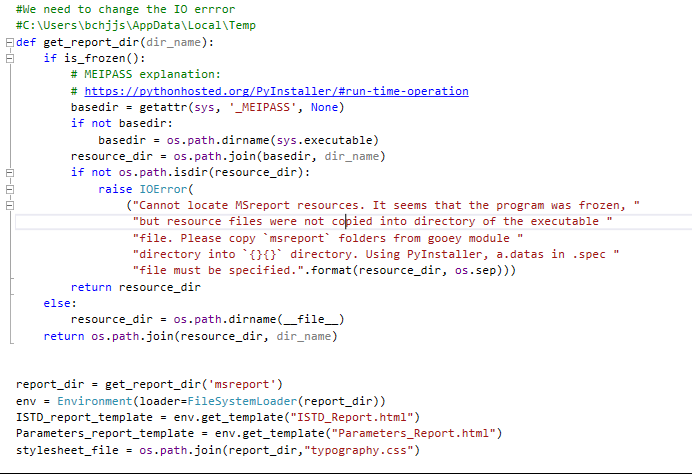 #We need to change the IO errror
#C:\Users\bchjjs\AppData\Local\Temp
def get_report_dir(dir_name):
    if is_frozen():
        # MEIPASS explanation:
        # https://pythonhosted.org/PyInstaller/#run-time-operation
        basedir = getattr(sys, '_MEIPASS', None)
        if not basedir:
            basedir = os.path.dirname(sys.executable)
        resource_dir = os.path.join(basedir, dir_name)
        if not os.path.isdir(resource_dir):
            raise IOError(
                ("Cannot locate MSreport resources. It seems that the program was frozen, "
                 "but resource files were not copied into directory of the executable "
                 "file. Please copy `msreport` folders from gooey module "
                 "directory into `{}{}` directory. Using PyInstaller, a.datas in .spec "
                 "file must be specified.".format(resource_dir, os.sep)))
        return resource_dir
    else:
        resource_dir = os.path.dirname(__file__)
    return os.path.join(resource_dir, dir_name)
report_dir = get_report_dir('msreport')
env = Environment(loader=FileSystemLoader(report_dir))
ISTD_report_template = env.get_template("ISTD_Report.html")
Parameters_report_template = env.get_template("Parameters_Report.html")
stylesheet_file = os.path.join(report_dir,"typography.css")